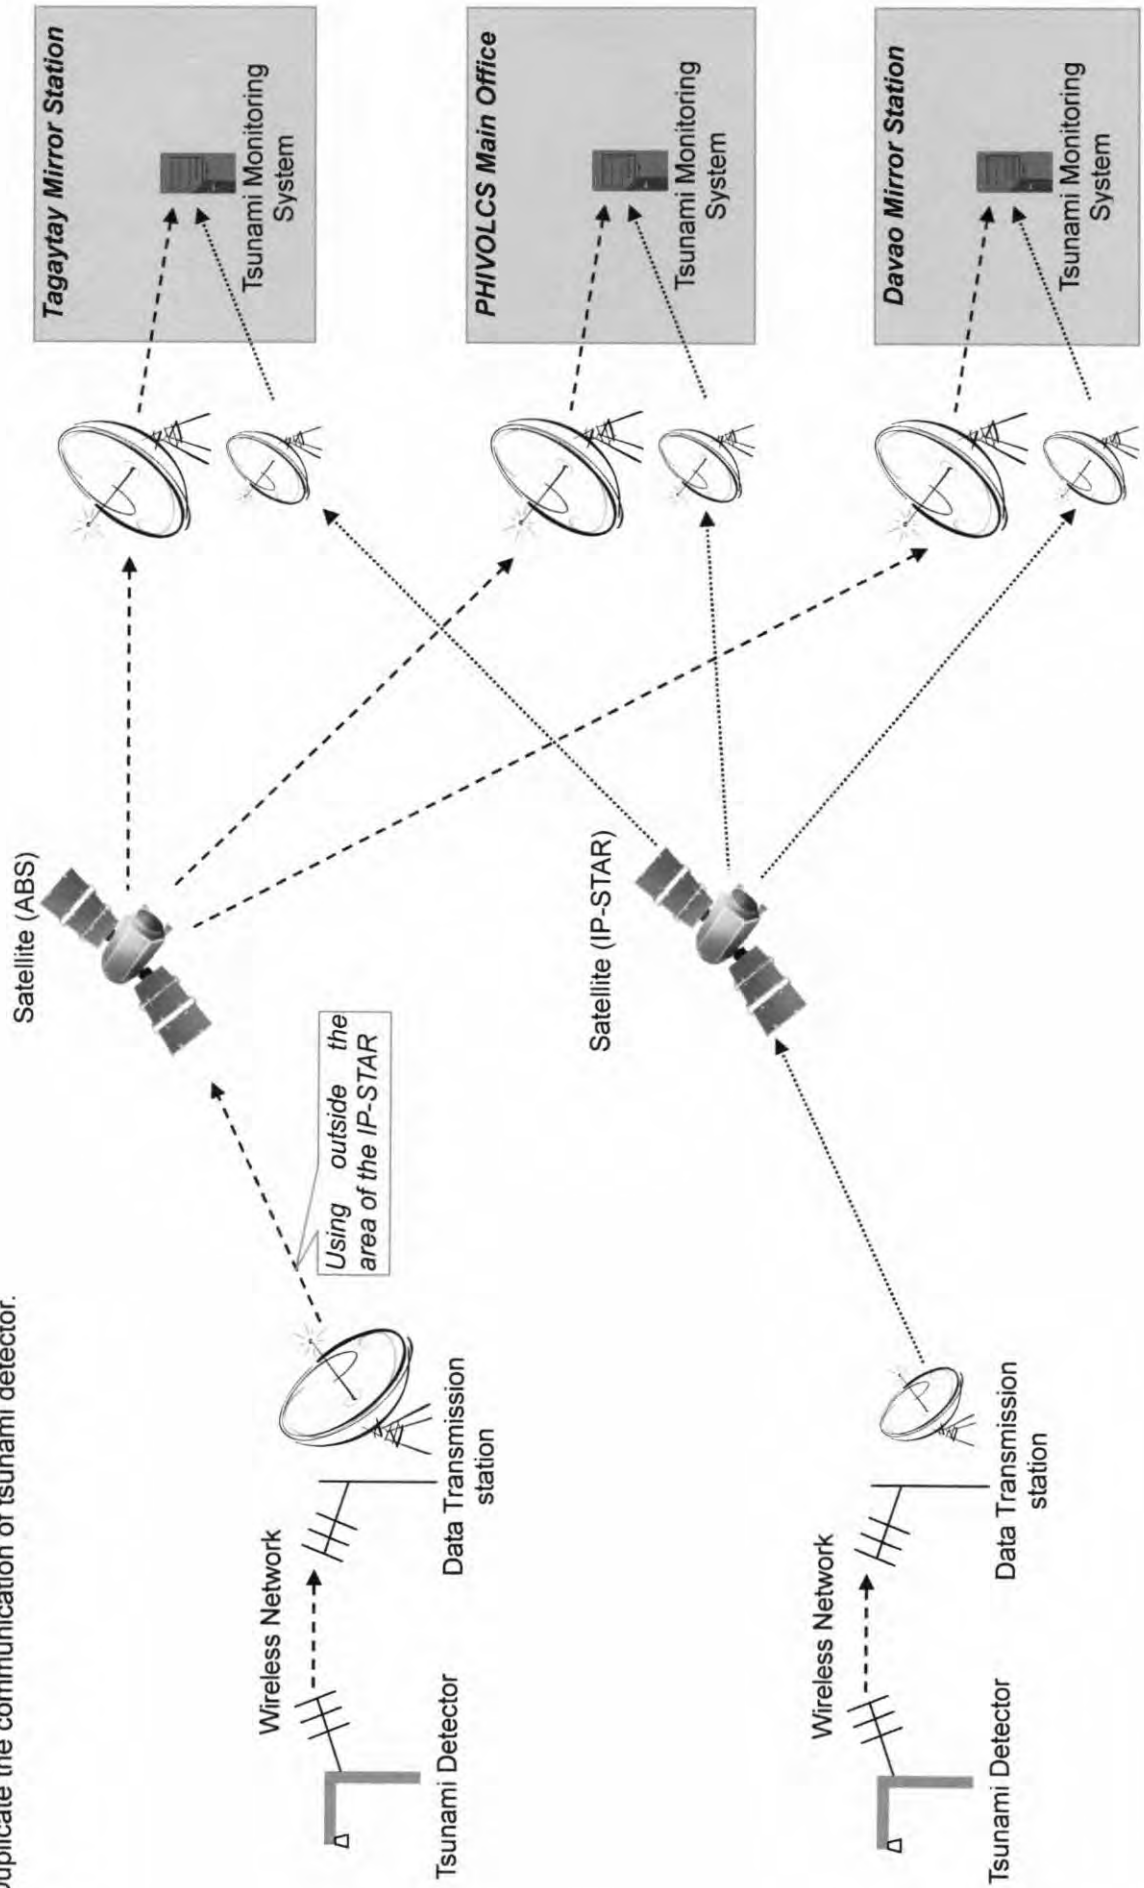 uplicate the communication of tsunami detector.
Satellite (ABS)
Tagaytay Mirror Station
Tsunami Monitoring
System
Wireless Network
Using outside the
area of the IP-STAR
Tsunami Detector
Data Transmission
station
PHIVOLCS Main Office
Tsunami Monitoring
System
Satellite (IP-STAR)
Wireless Network
Tsunami Detector
Data Transmission
station
Davao Mirror Station
Tsunami Monitoring
System